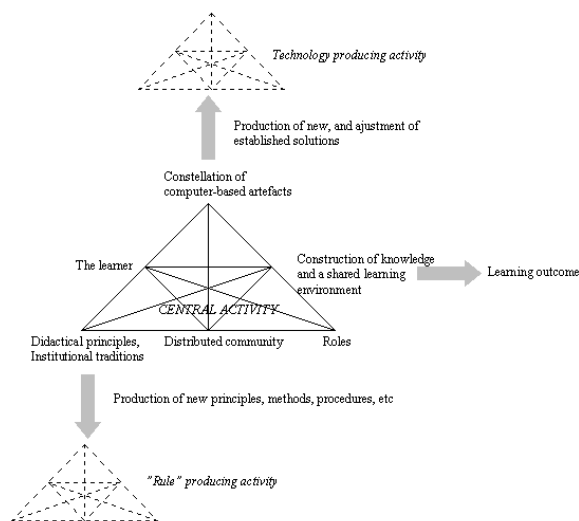 Technology producing activity
Production of new, and ajustment of
established solutions
Constellation of
computer-based artefacts
The learner
Construction of knowledge
and a shared learning
environment
Learning outcome
CENTRAL ACTIVITY
Didactical principles,
Institutional traditions
Distributed community
Roles
Production of new principles, methods, procedures, etc
"Rule" producing activity